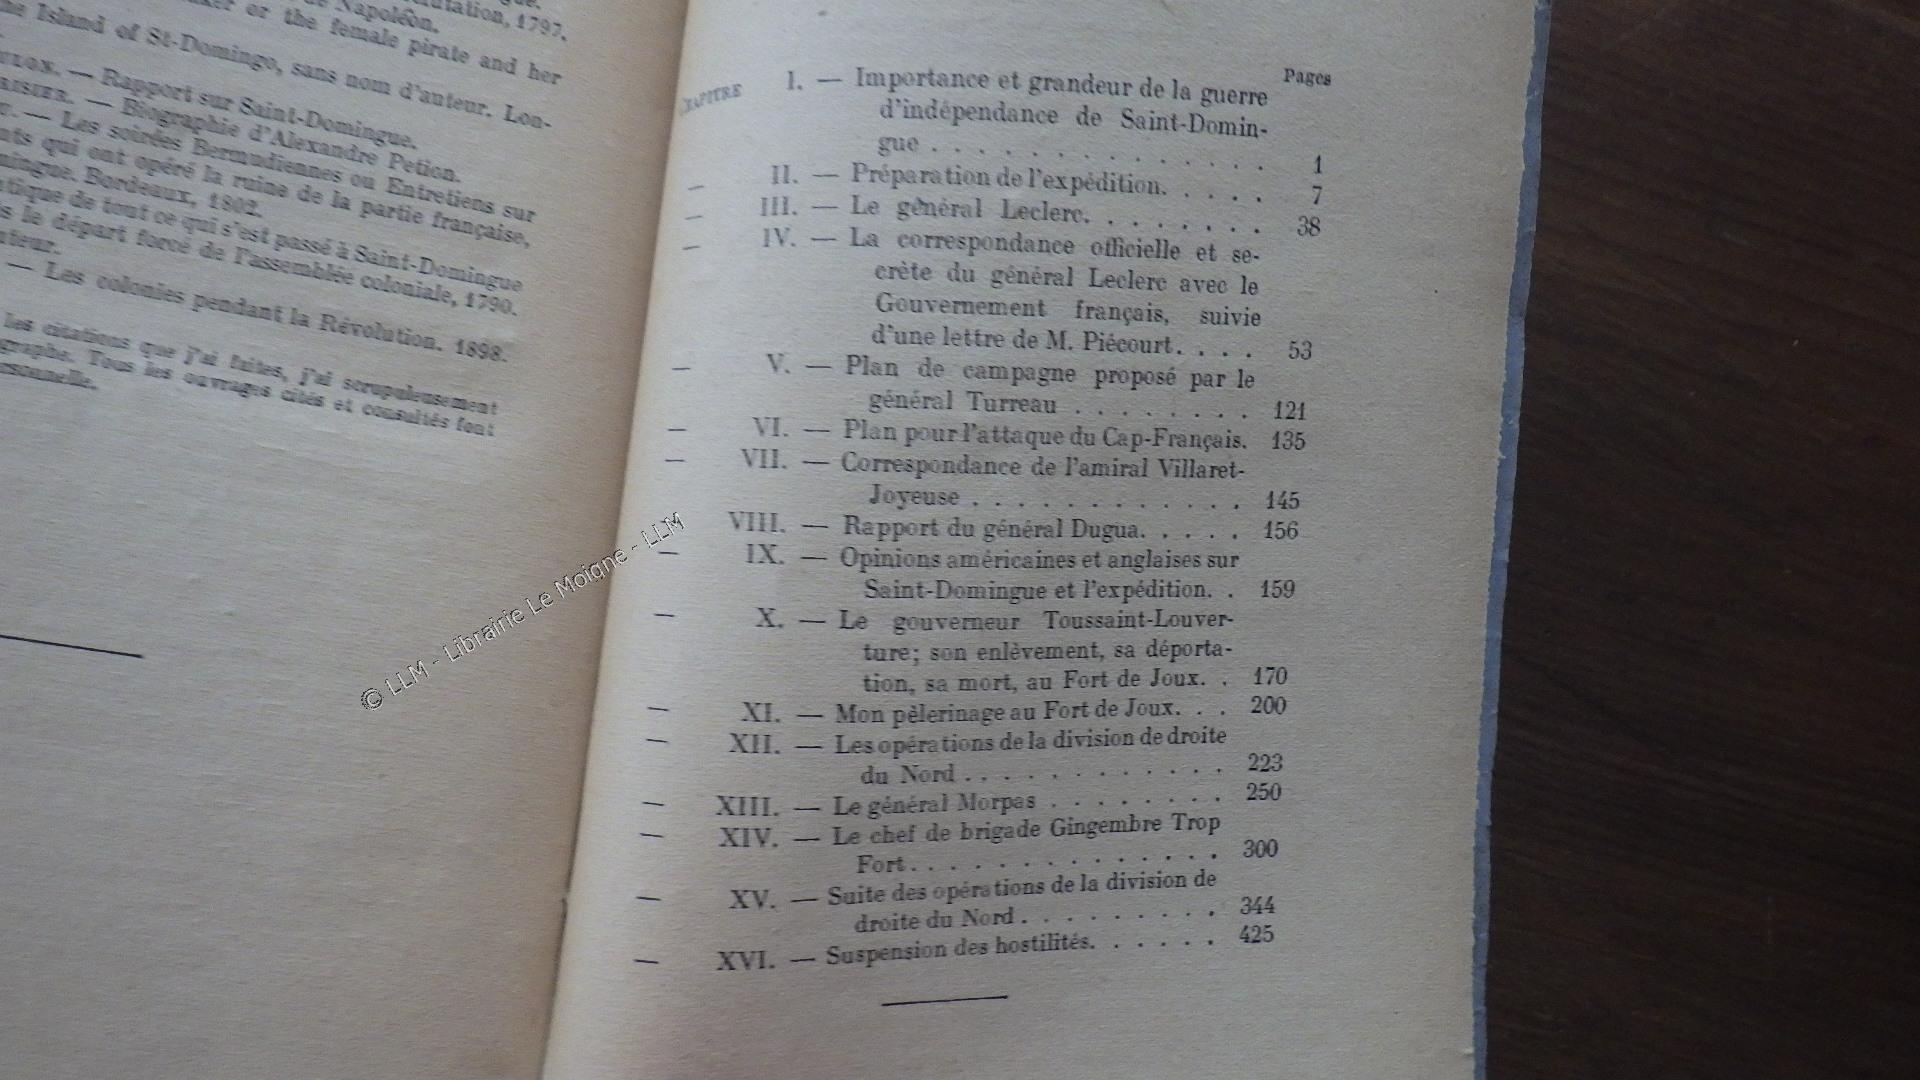 que.
tution, 1797.
Napoléon.
or the female pirate and her
Island of St-Domingo, sans nom d'auteur. Lon-
— Rapport sur Saint-Domingue.
— Biographie d'Alexandre Petion.
— Les soirées Bermudiennes ou Entretiens sur
qui ont opéré la ruine de la partie française,
Bordeaux, 1802.
de tout ce qui s'est passé à Saint-Domingue
le départ forcé de l'assemblée coloniale, 1790.
— Les colonies pendant la Révolution. 1898.
les citations que j'ai faites, j'ai scrupuleusement
Tous les ouvrages cités et consultés font
Pages
CHAPITRE I. — Importance et grandeur de la guerre
d'indépendance de Saint-Domin-
gue . . . . . . . . . . . . . . 1
— II. — Préparation de l'expédition. . . . . 7
— III. — Le général Leclerc. . . . . . . . 38
— IV. — La correspondance officielle et se-
crète du général Leclerc avec le
Gouvernement français, suivie
d'une lettre de M. Piécourt. . . . 53
— V. — Plan de campagne proposé par le
général Turreau . . . . . . . . 121
— VI. — Plan pour l'attaque du Cap-Français. 135
— VII. — Correspondance de l'amiral Villaret-
Joyeuse . . . . . . . . . . . . 145
VIII. — Rapport du général Dugua. . . . . 156
— IX. — Opinions américaines et anglaises sur
Saint-Domingue et l'expédition. . 159
— X. — Le gouverneur Toussaint-Louver-
ture; son enlèvement, sa déporta-
tion, sa mort, au Fort de Joux. . 170
— XI. — Mon pèlerinage au Fort de Joux. . . 200
— XII. — Les opérations de la division de droite
du Nord . . . . . . . . . . . . 223
— XIII. — Le général Morpas . . . . . . . . 250
— XIV. — Le chef de brigade Gingembre Trop
Fort. . . . . . . . . . . . . . 300
— XV. — Suite des opérations de la division de
droite du Nord . . . . . . . . . 344
— XVI. — Suspension des hostilités. . . . . . 425
© LLM - Librairie Le Moigne - LLM